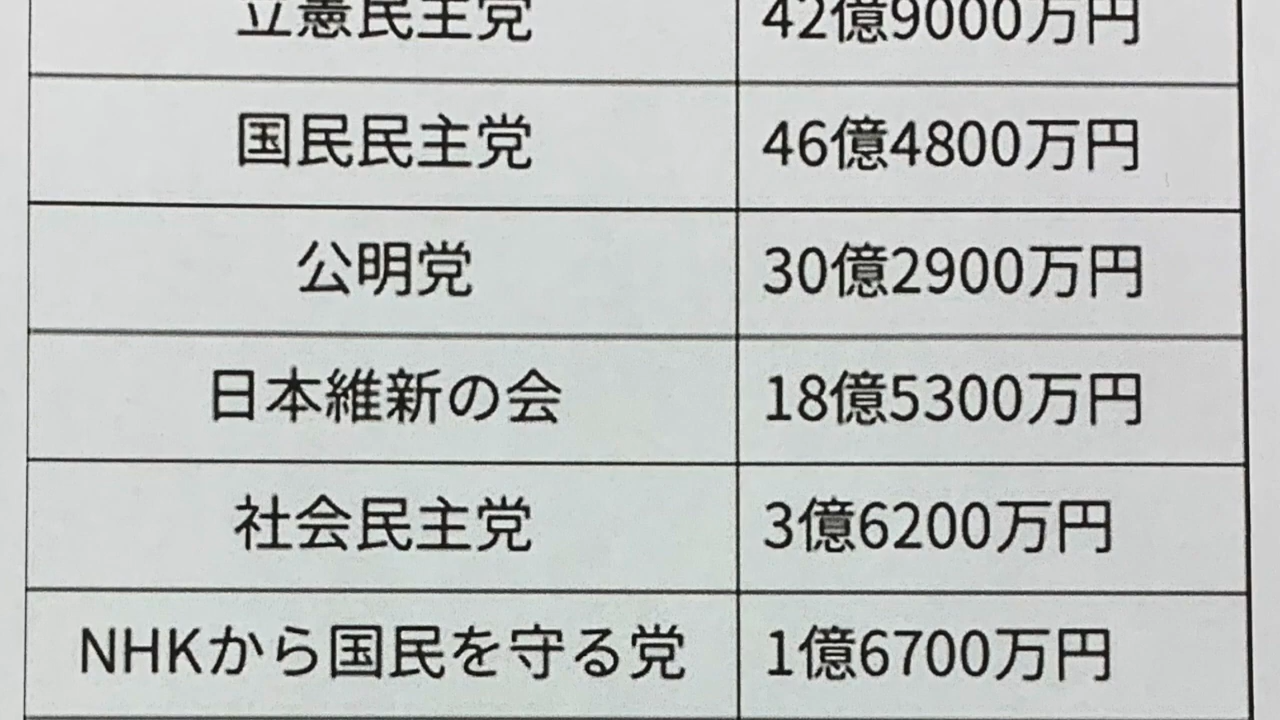 立憲民主党 42億9000万円
国民民主党 46億4800万円
公明党 30億2900万円
日本維新の会 18億5300万円
社会民主党 3億6200万円
NHKから国民を守る党 1億6700万円